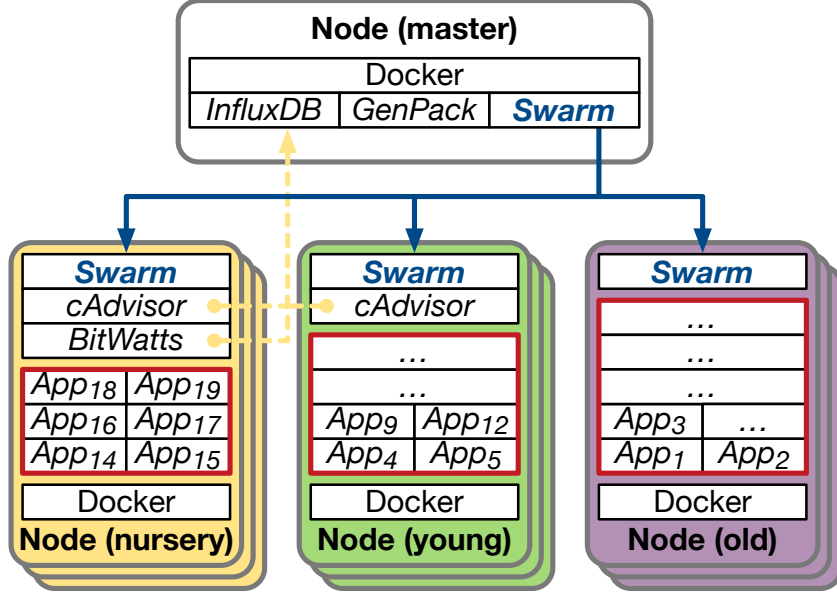 Node (master)
Docker
InfluxDB GenPack Swarm
Swarm
cAdvisor
BitWatts
App18 App19
App16 App17
App14 App15
Docker
Node (nursery)
Swarm
cAdvisor
...
...
App9 App12
App4 App5
Docker
Node (young)
Swarm
...
...
...
App3 ...
App1 App2
Docker
Node (old)